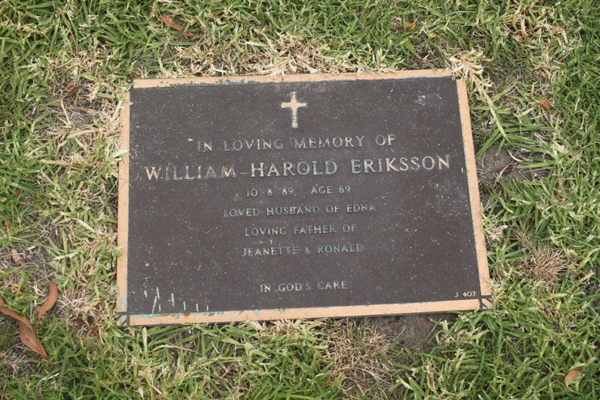 IN LOVING MEMORY OF
WILLIAM HAROLD ERIKSSON
10·8·89, AGE 69
LOVED HUSBAND OF EDNA
LOVING FATHER OF
JEANETTE & RONALD
IN GOD'S CARE
J 407